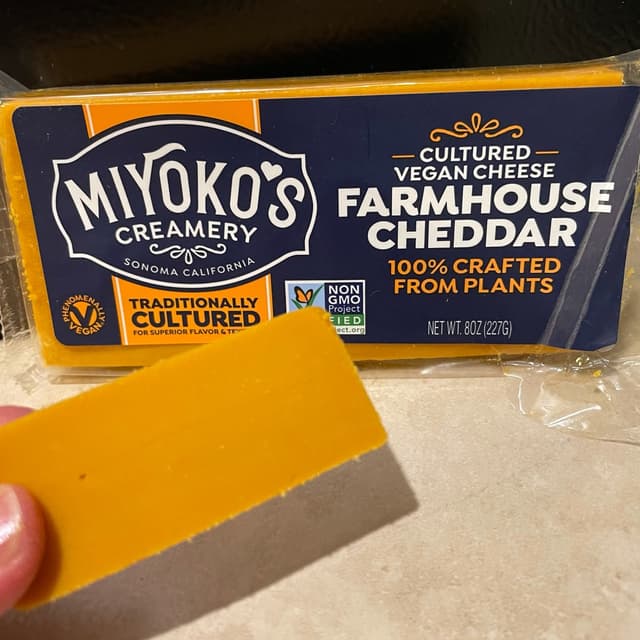 MIYOKO'S
CREAMERY
SONOMA CALIFORNIA
PHENOMENALLY
VEGAN
TRADITIONALLY
CULTURED
FOR SUPERIOR FLAVOR &
NON
GMO
Project
CULTURED
VEGAN CHEESE
FARMHOUSE
CHEDDAR
100% CRAFTED
FROM PLANTS
NET WT. 8OZ (227G)